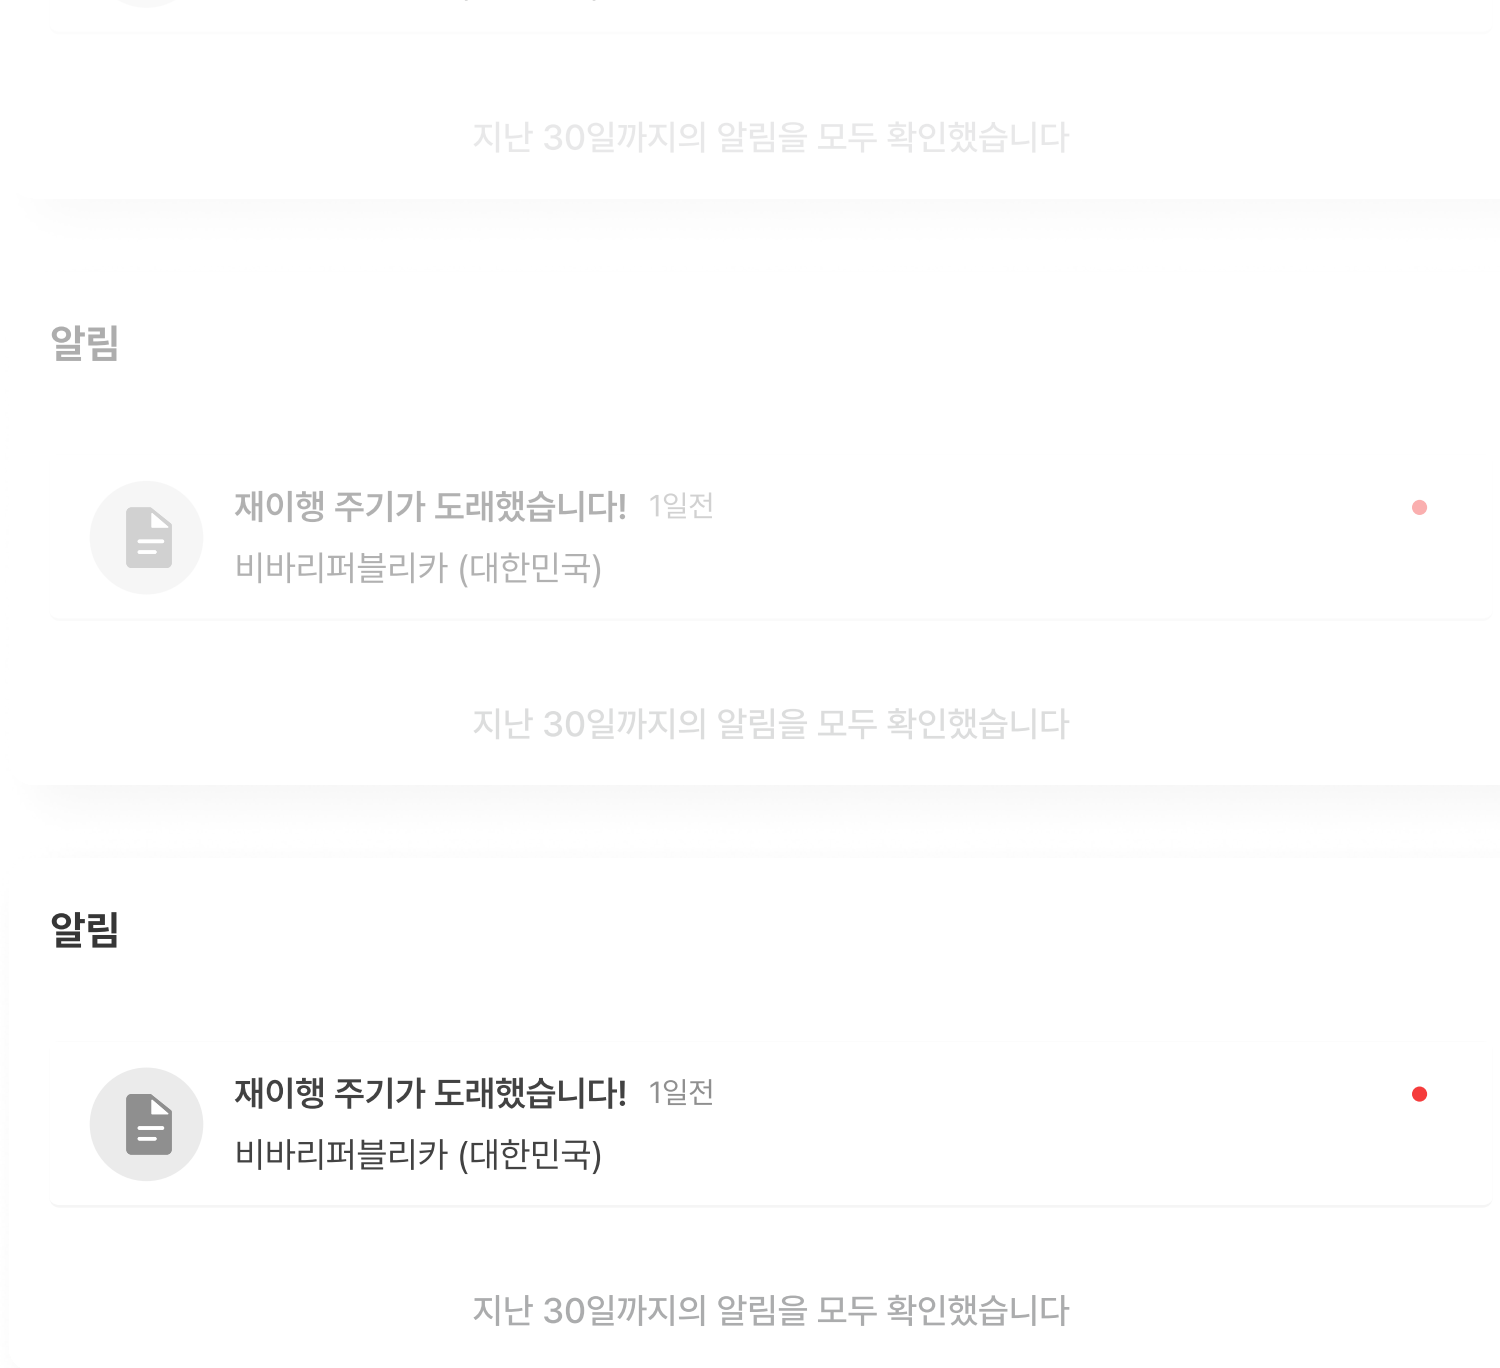 지난 30일까지의 알림을 모두 확인했습니다
알림
재이행 주기가 도래했습니다! 1일전
비바리퍼블리카 (대한민국)
지난 30일까지의 알림을 모두 확인했습니다
알림
재이행 주기가 도래했습니다! 1일전
비바리퍼블리카 (대한민국)
지난 30일까지의 알림을 모두 확인했습니다